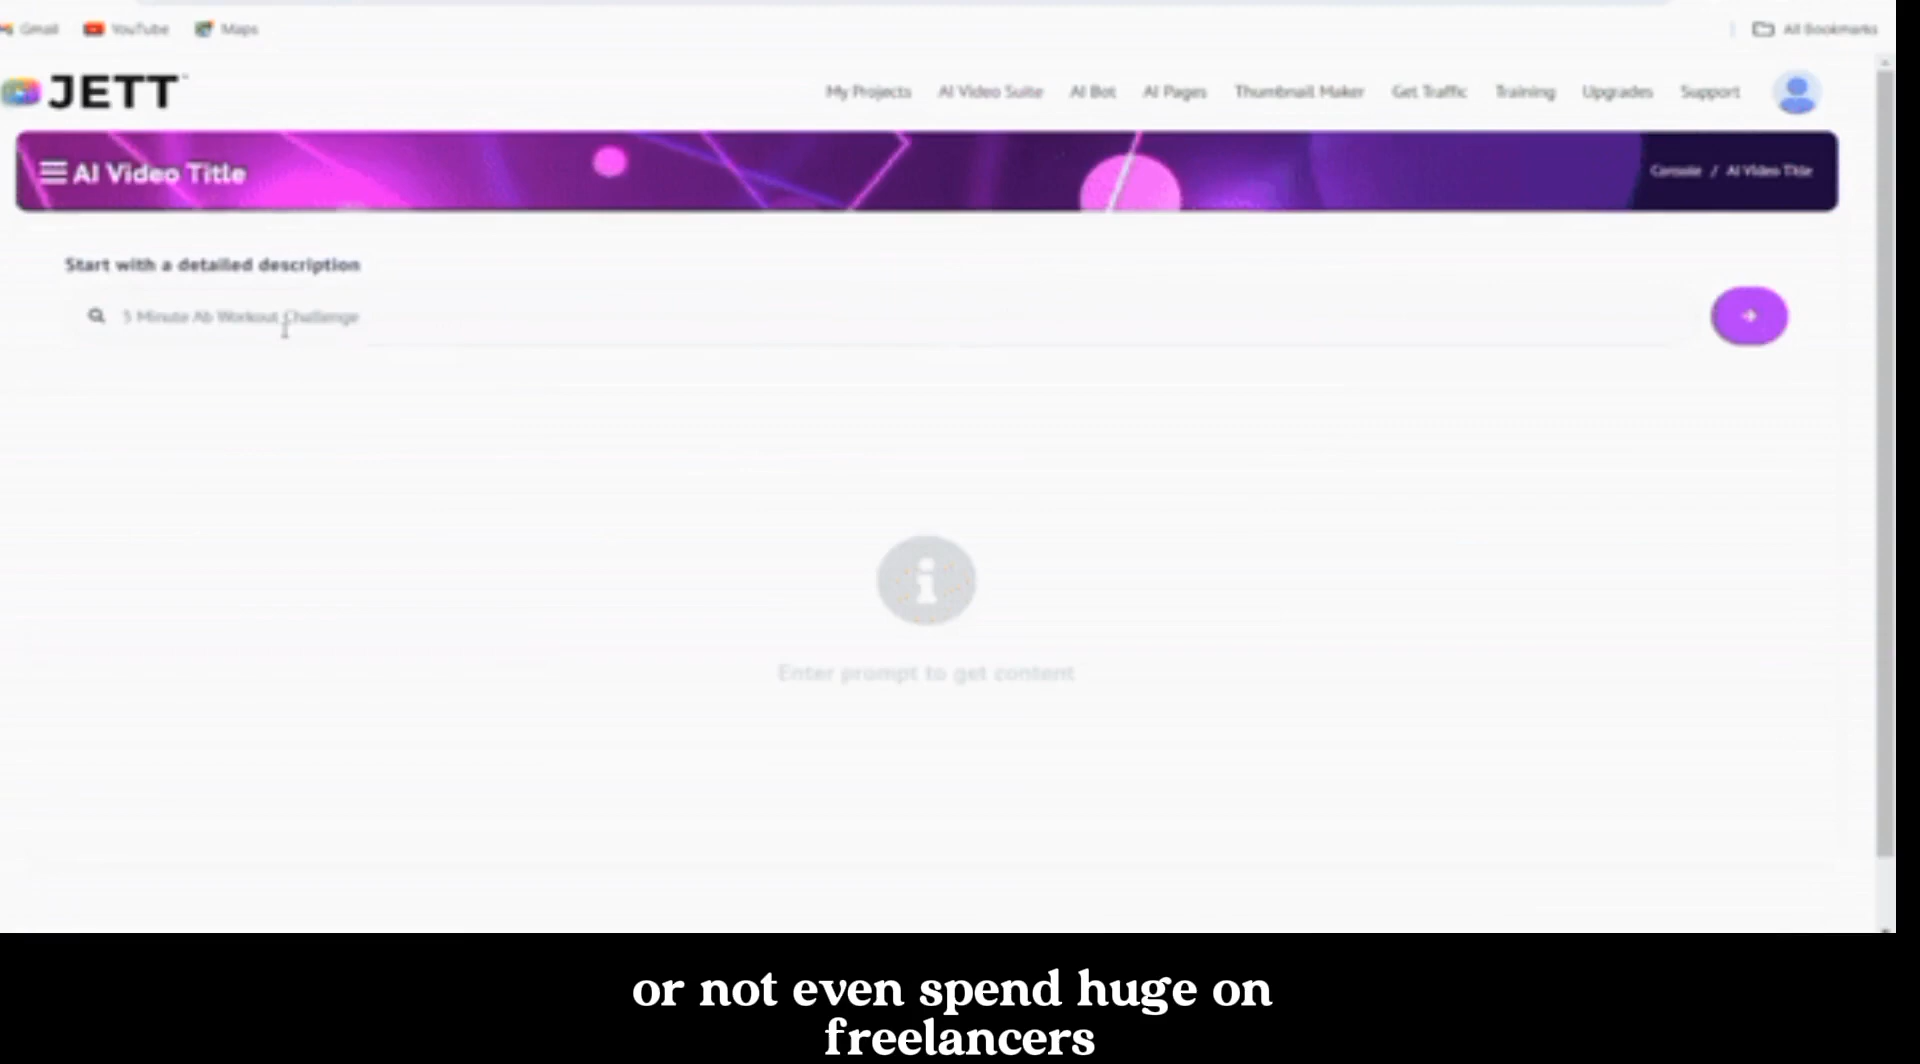 Gmail YouTube Maps All Bookmarks
JETT
My Projects AI Video Suite AI Bot AI Pages Thumbnail Maker Get Traffic Training Upgrades Support
AI Video Title
Console / AI Video Title
Start with a detailed description
5 Minute Ab Workout Challenge
Enter prompt to get content
or not even spend huge on
freelancers